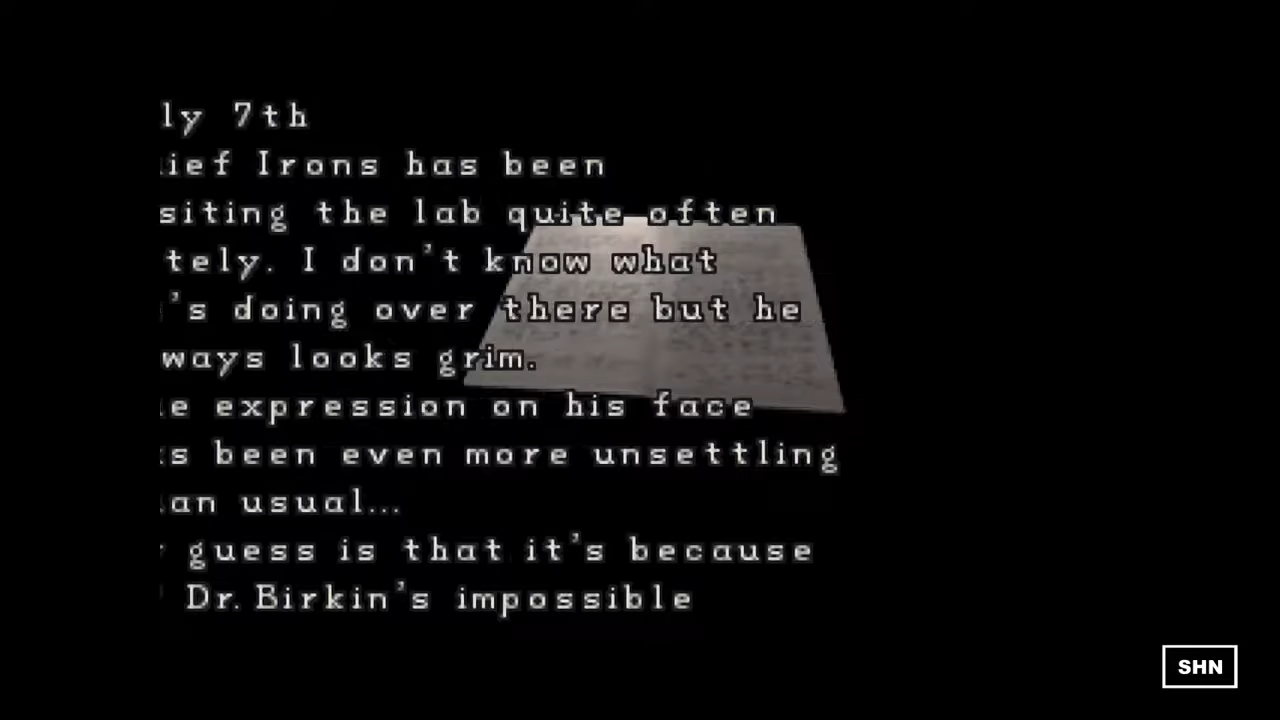 ly 7th
ief Irons has been
siting the lab quite often
tely. I don't know what
's doing over there but he
ways looks grim.
e expression on his face
s been even more unsettling
an usual...
guess is that it's because
Dr. Birkin's impossible
SHN